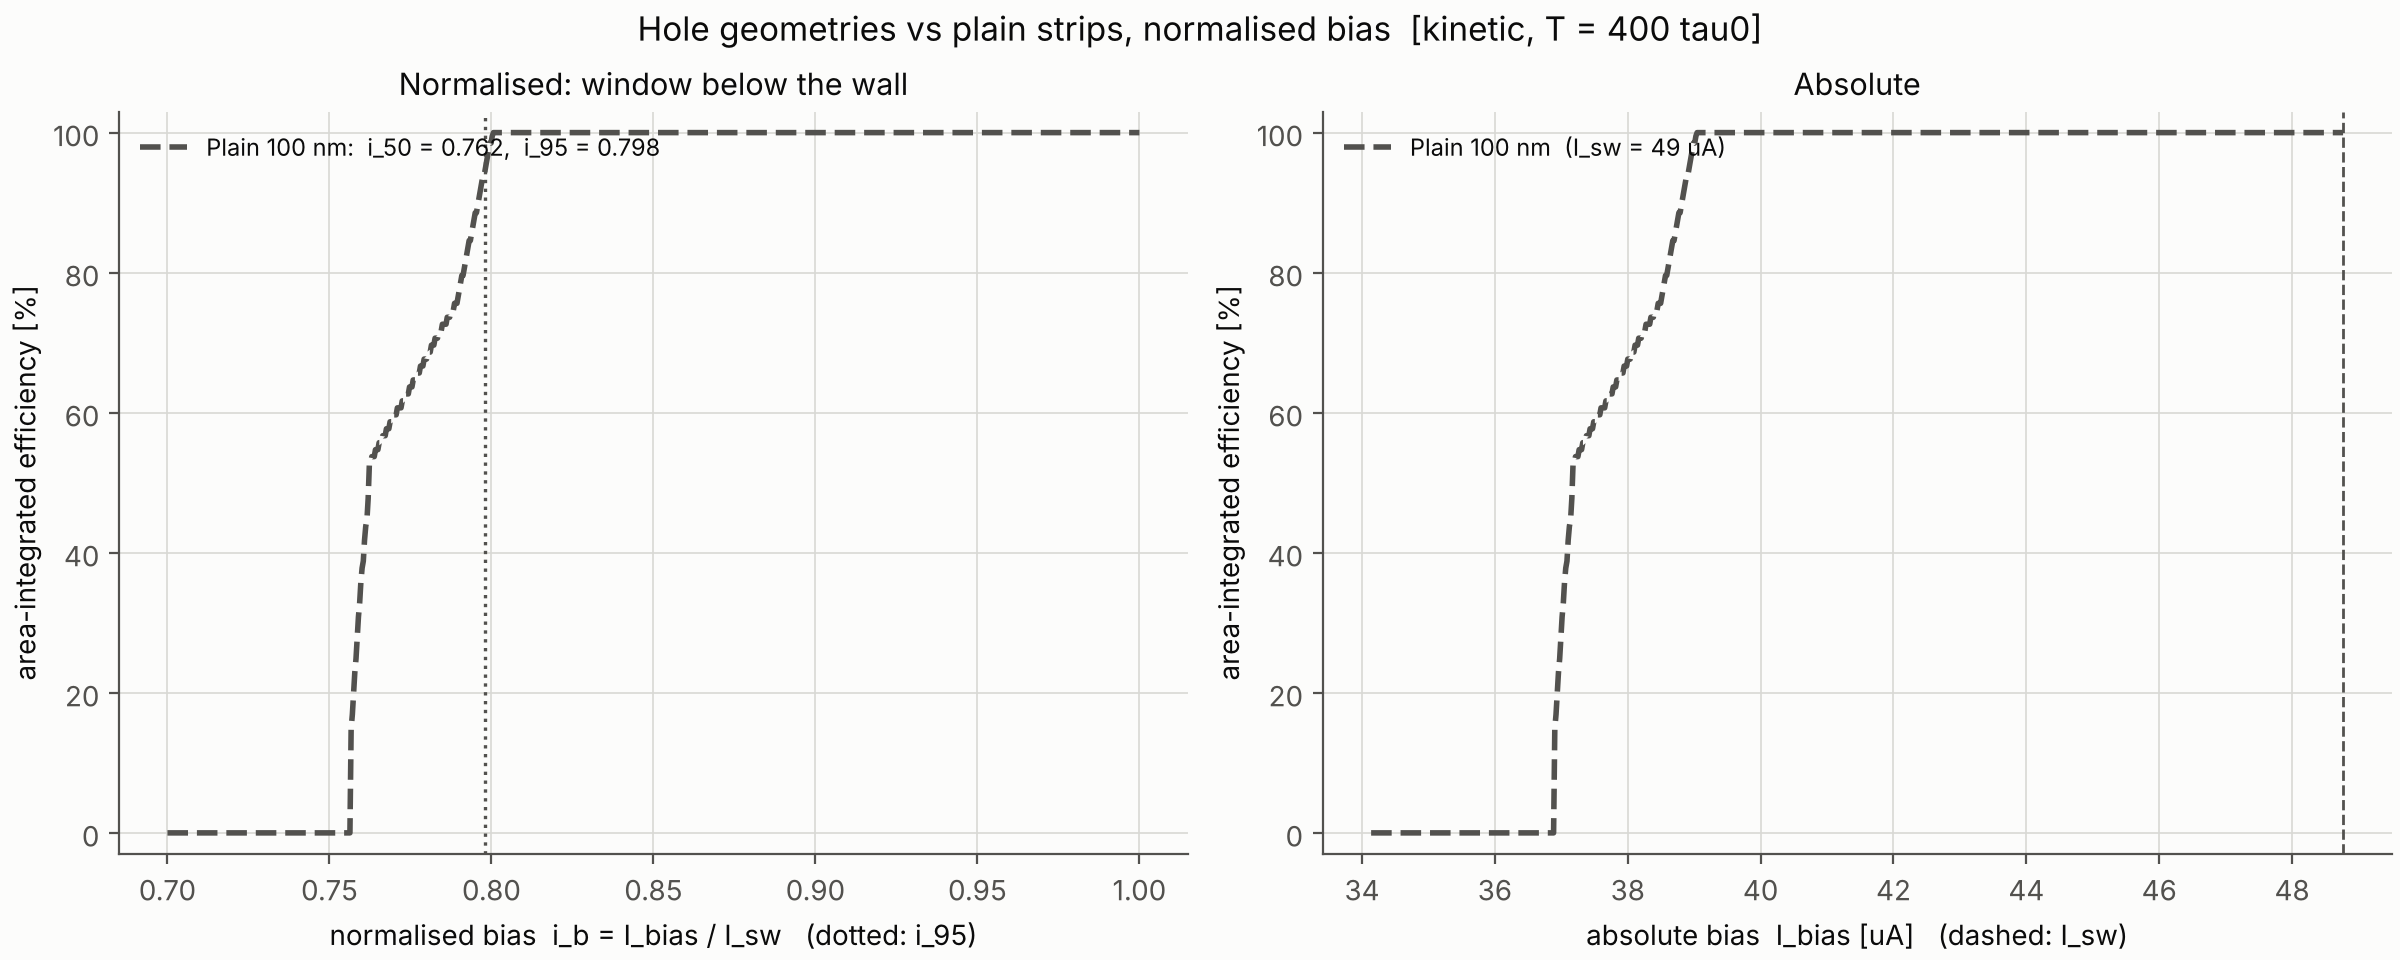 Hole geometries vs plain strips, normalised bias [kinetic, T = 400 tau0]
Normalised: window below the wall
area-integrated efficiency [%]
100
80
60
40
20
0
Plain 100 nm: i_50 = 0.762, i_95 = 0.798
0.70 0.75 0.80 0.85 0.90 0.95 1.00
normalised bias i_b = I_bias / I_sw (dotted: i_95)
Absolute
area-integrated efficiency [%]
100
80
60
40
20
0
Plain 100 nm (I_sw = 49 uA)
34 36 38 40 42 44 46 48
absolute bias I_bias [uA] (dashed: I_sw)